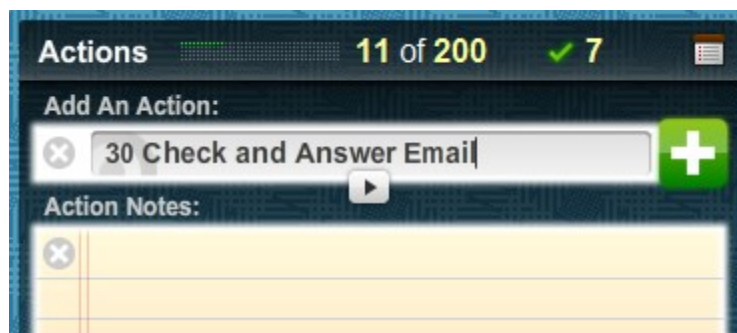 Actions 11 of 200 7
Add An Action:
30 Check and Answer Email
Action Notes: